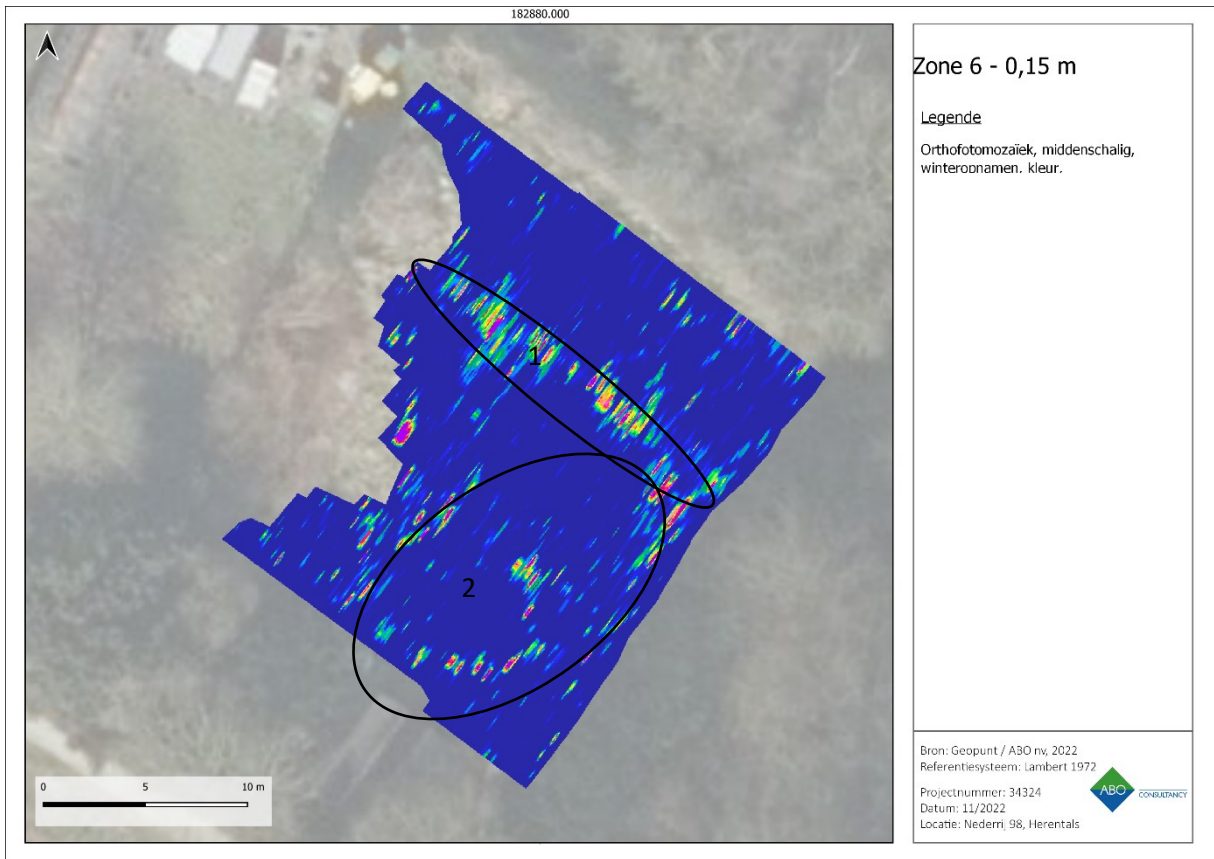 182880.000
Zone 6 - 0,15 m
Legende
Orthofotomozaïek, middenschalig,
winteropnamen, kleur.
1
2
0 5 10 m
Bron: Geopunt / ABO nv, 2022
Referentiesysteem: Lambert 1972
Projectnummer: 34324
Datum: 11/2022
Locatie: Nederrij 98, Herentals
ABO CONSULTANCY